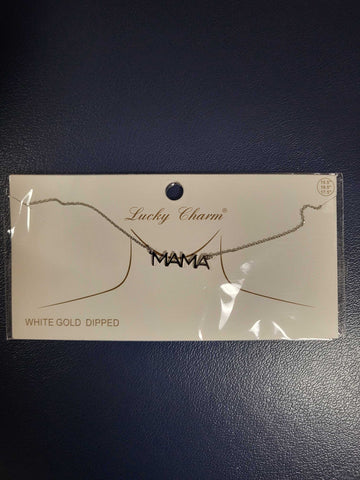 Lucky Charm®
MAMA
WHITE GOLD DIPPED